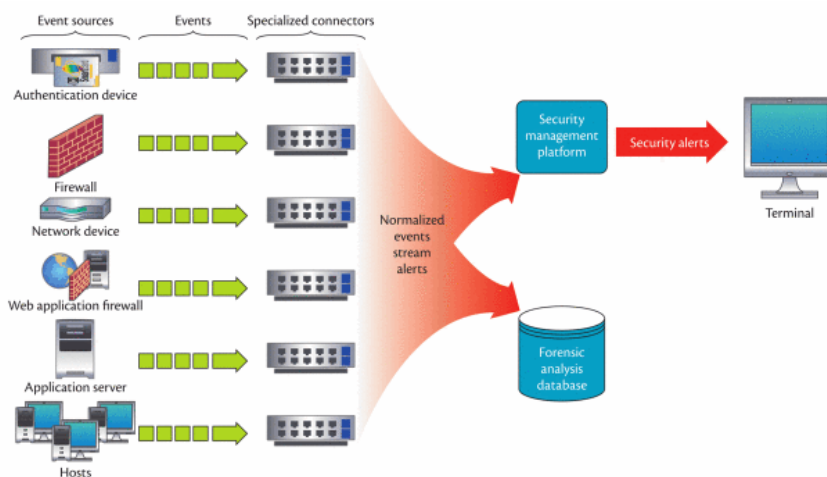 Event sources
Events
Specialized connectors
Authentication device
Firewall
Network device
Web application firewall
Application server
Hosts
Normalized
events
stream
alerts
Security
management
platform
Security alerts
Terminal
Forensic
analysis
database